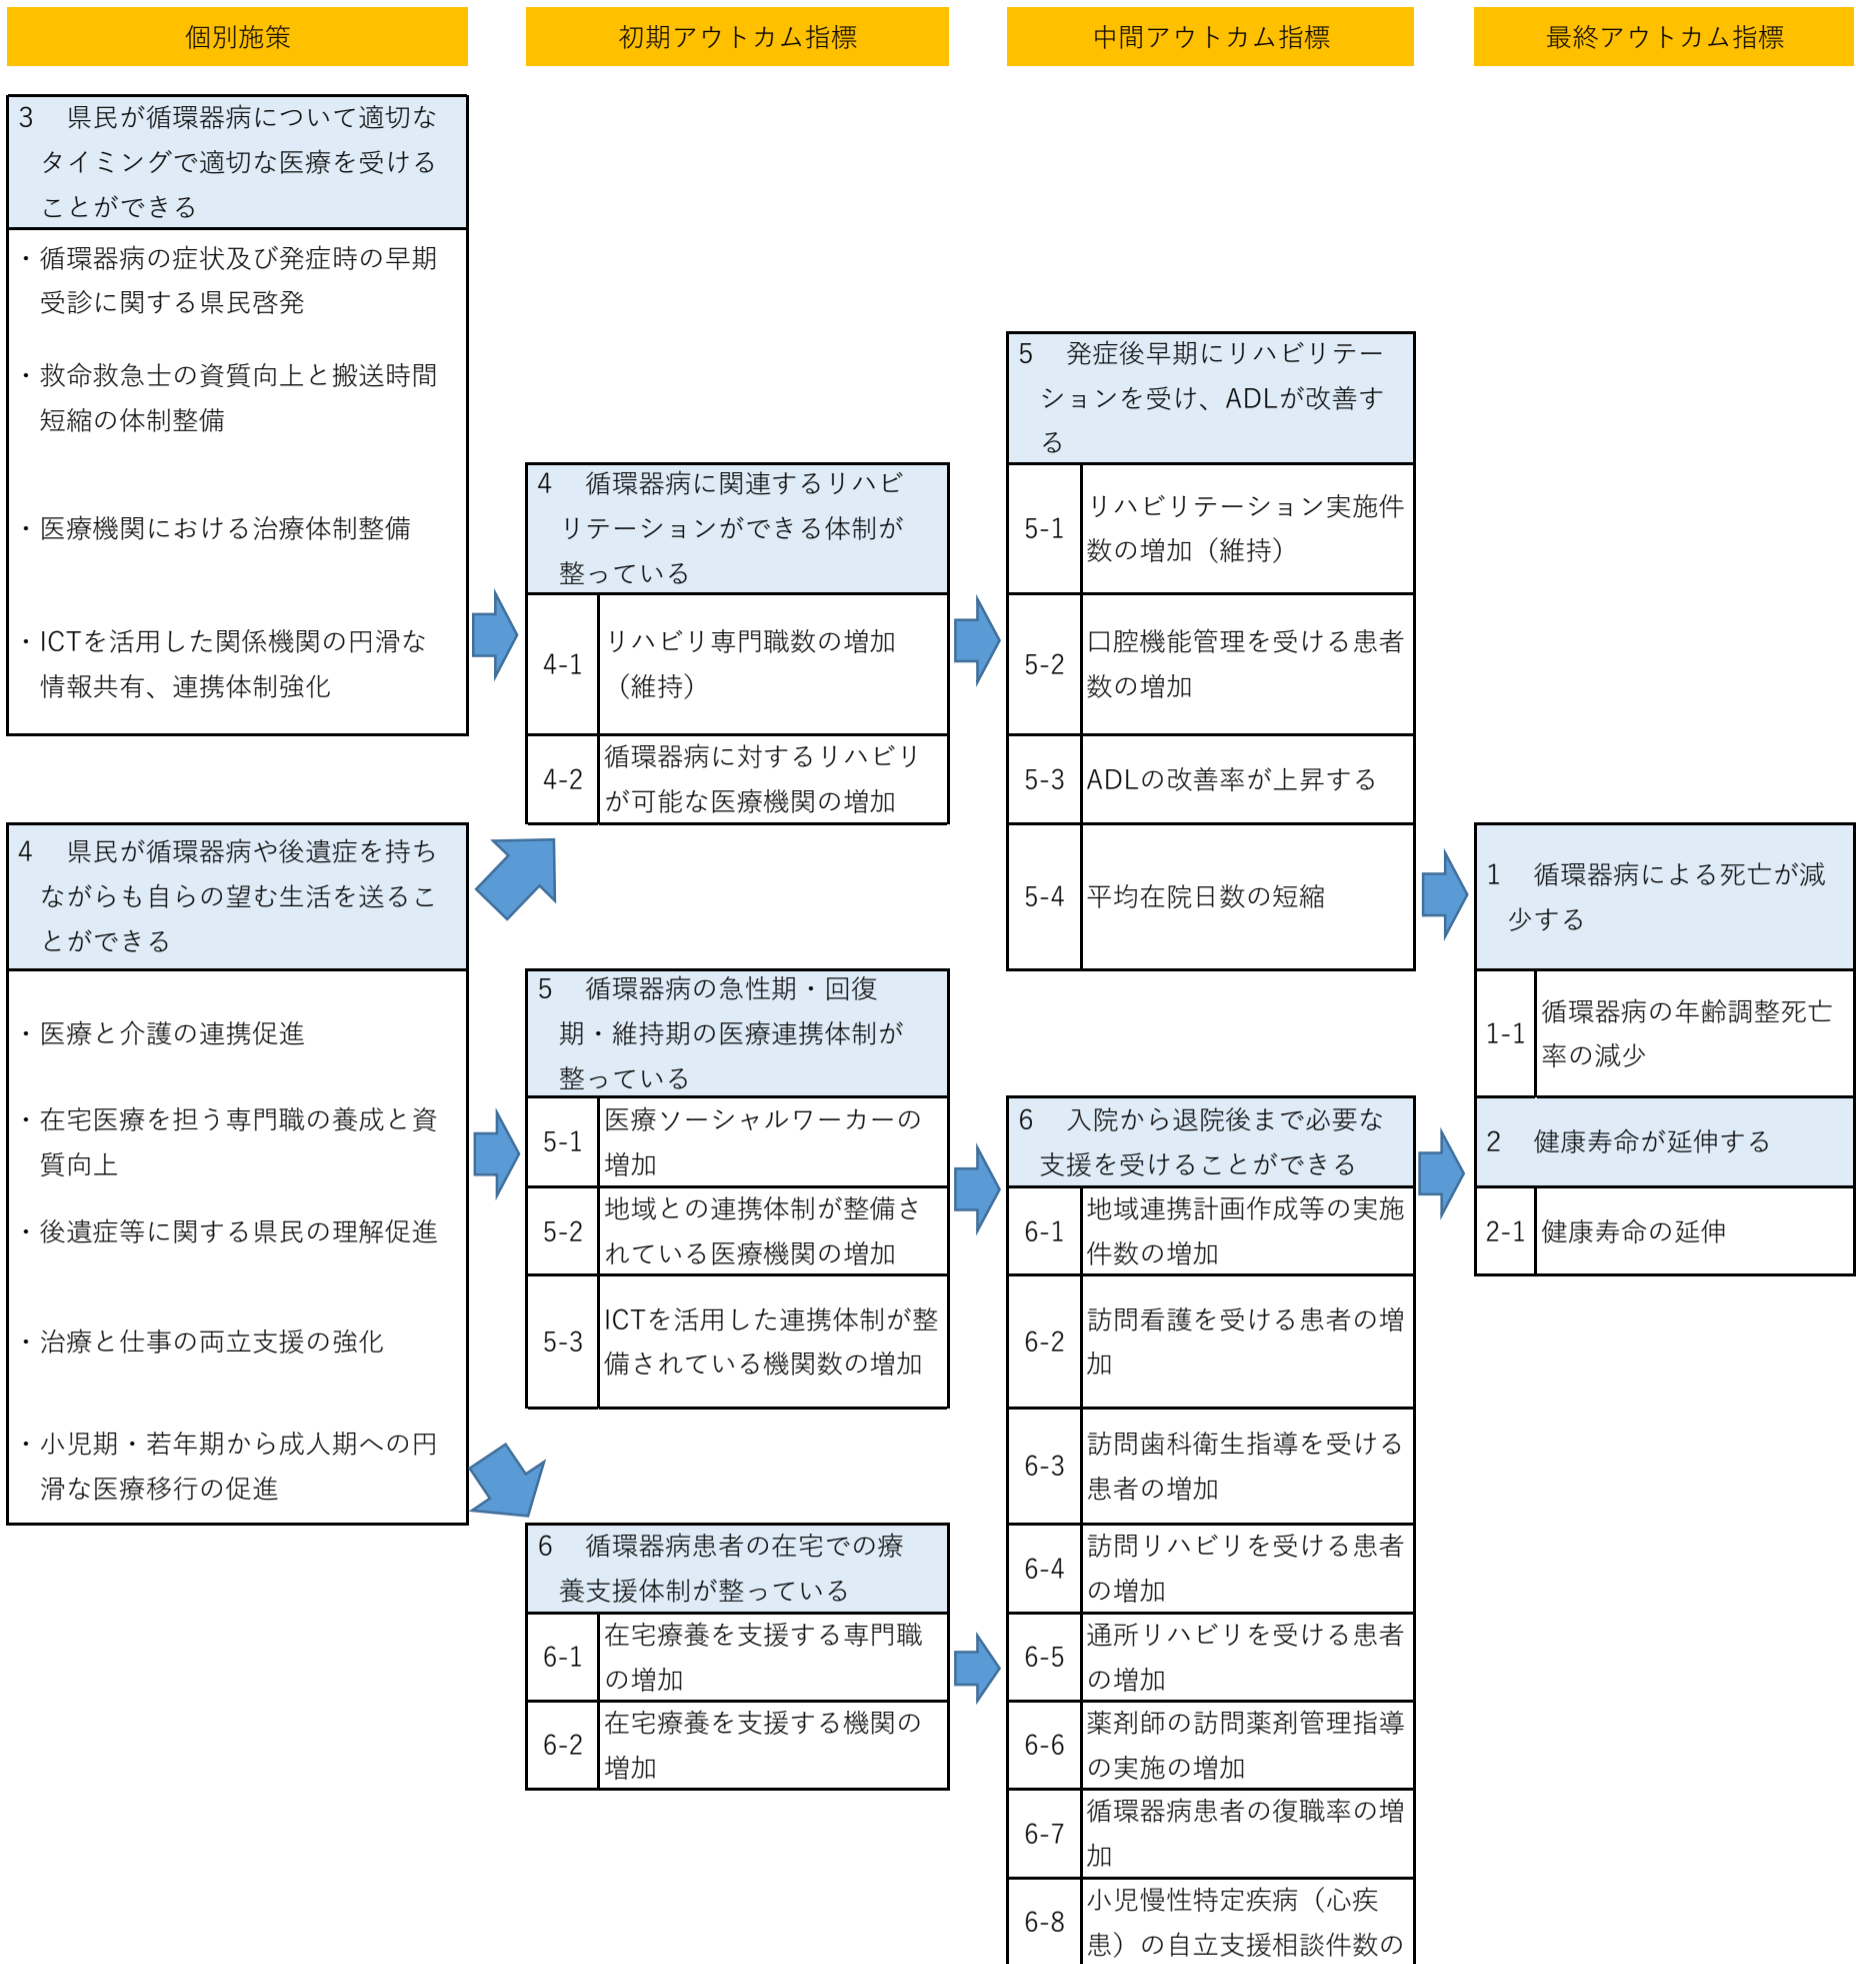 個別施策
初期アウトカム指標
中間アウトカム指標
最終アウトカム指標
3　県民が循環器病について適切な
タイミングで適切な医療を受ける
ことができる
・循環器病の症状及び発症時の早期
受診に関する県民啓発
・救命救急士の資質向上と搬送時間
短縮の体制整備
・医療機関における治療体制整備
・ICTを活用した関係機関の円滑な
情報共有、連携体制強化
4　県民が循環器病や後遺症を持ち
ながらも自らの望む生活を送るこ
とができる
・医療と介護の連携促進
・在宅医療を担う専門職の養成と資
質向上
・後遺症等に関する県民の理解促進
・治療と仕事の両立支援の強化
・小児期・若年期から成人期への円
滑な医療移行の促進
4　循環器病に関連するリハビ
リテーションができる体制が
整っている
4-1
リハビリ専門職数の増加
（維持）
4-2
循環器病に対するリハビリ
が可能な医療機関の増加
5　循環器病の急性期・回復
期・維持期の医療連携体制が
整っている
5-1
医療ソーシャルワーカーの
増加
5-2
地域との連携体制が整備さ
れている医療機関の増加
5-3
ICTを活用した連携体制が整
備されている機関数の増加
6　循環器病患者の在宅での療
養支援体制が整っている
6-1
在宅療養を支援する専門職
の増加
6-2
在宅療養を支援する機関の
増加
5　発症後早期にリハビリテー
ションを受け、ADLが改善す
る
5-1
リハビリテーション実施件
数の増加（維持）
5-2
口腔機能管理を受ける患者
数の増加
5-3
ADLの改善率が上昇する
5-4
平均在院日数の短縮
6　入院から退院後まで必要な
支援を受けることができる
6-1
地域連携計画作成等の実施
件数の増加
6-2
訪問看護を受ける患者の増
加
6-3
訪問歯科衛生指導を受ける
患者の増加
6-4
訪問リハビリを受ける患者
の増加
6-5
通所リハビリを受ける患者
の増加
6-6
薬剤師の訪問薬剤管理指導
の実施の増加
6-7
循環器病患者の復職率の増
加
6-8
小児慢性特定疾病（心疾
患）の自立支援相談件数の
1　循環器病による死亡が減
少する
1-1
循環器病の年齢調整死亡
率の減少
2　健康寿命が延伸する
2-1
健康寿命の延伸